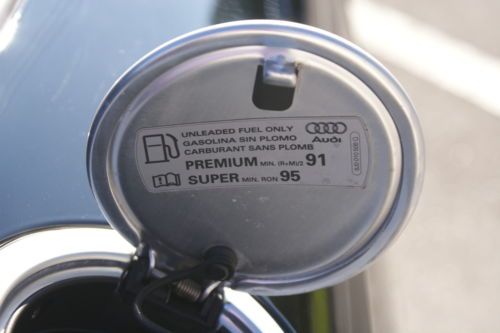 UNLEADED FUEL ONLY
GASOLINA SIN PLOMO
CARBURANT SANS PLOMB
PREMIUM MIN. (R+M)/2 91
SUPER MIN. RON 95
Audi